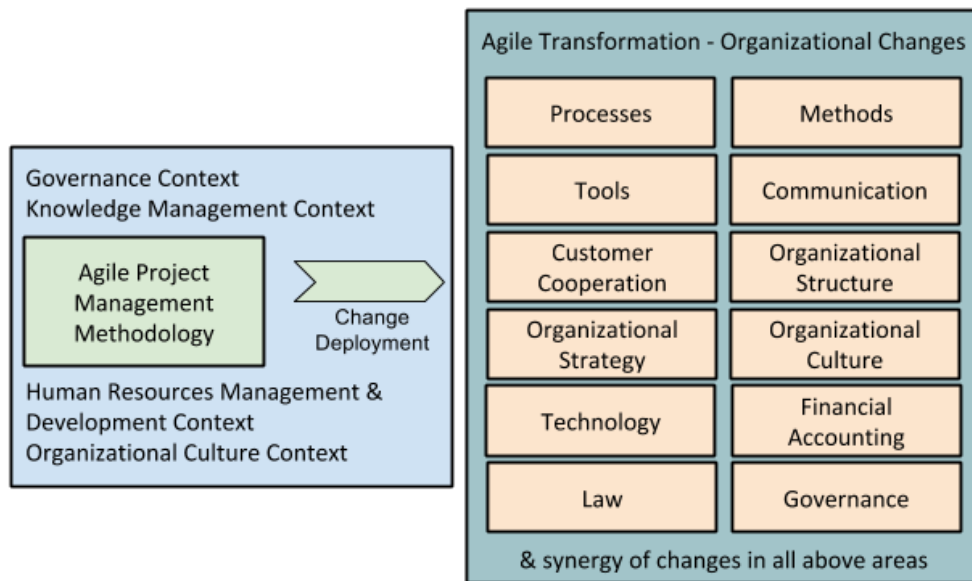 Agile Transformation - Organizational Changes
Processes
Methods
Tools
Communication
Customer
Cooperation
Organizational
Structure
Organizational
Strategy
Organizational
Culture
Technology
Financial
Accounting
Law
Governance
& synergy of changes in all above areas
Governance Context
Knowledge Management Context
Agile Project
Management
Methodology
Change
Deployment
Human Resources Management &
Development Context
Organizational Culture Context